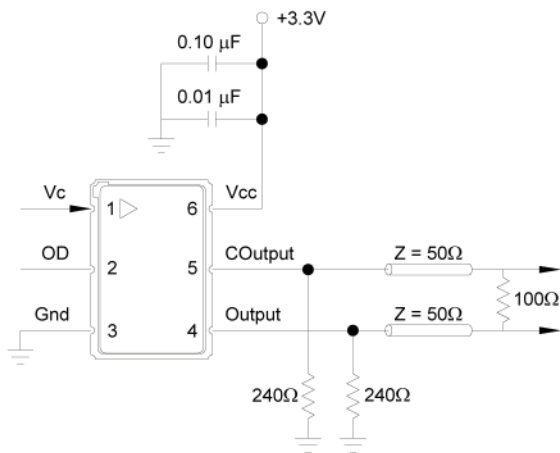 +3.3V
0.10 μF
0.01 μF
Vc
Vcc
1
6
OD
2
5
COutput
Z = 50Ω
100Ω
Gnd
3
4
Output
Z = 50Ω
240Ω
240Ω